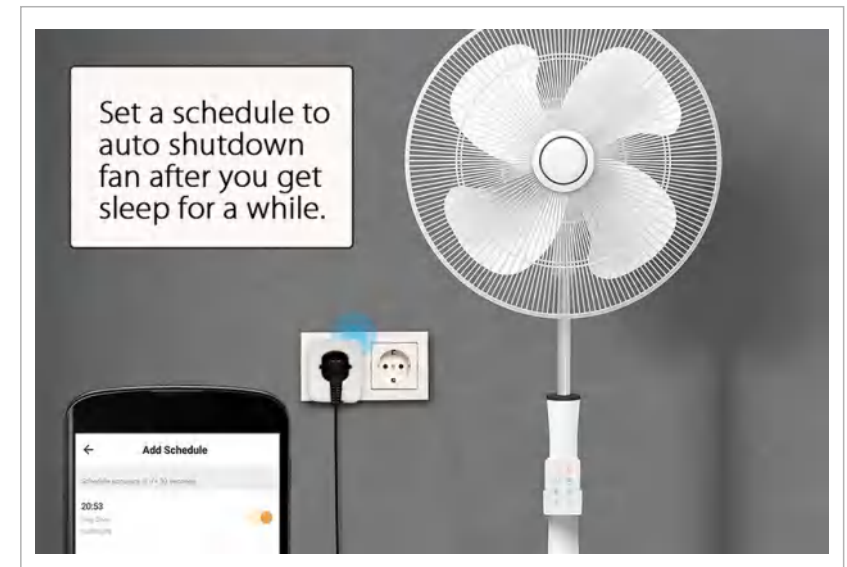 Set a schedule to
auto shutdown
fan after you get
sleep for a while.
Add Schedule
20:53